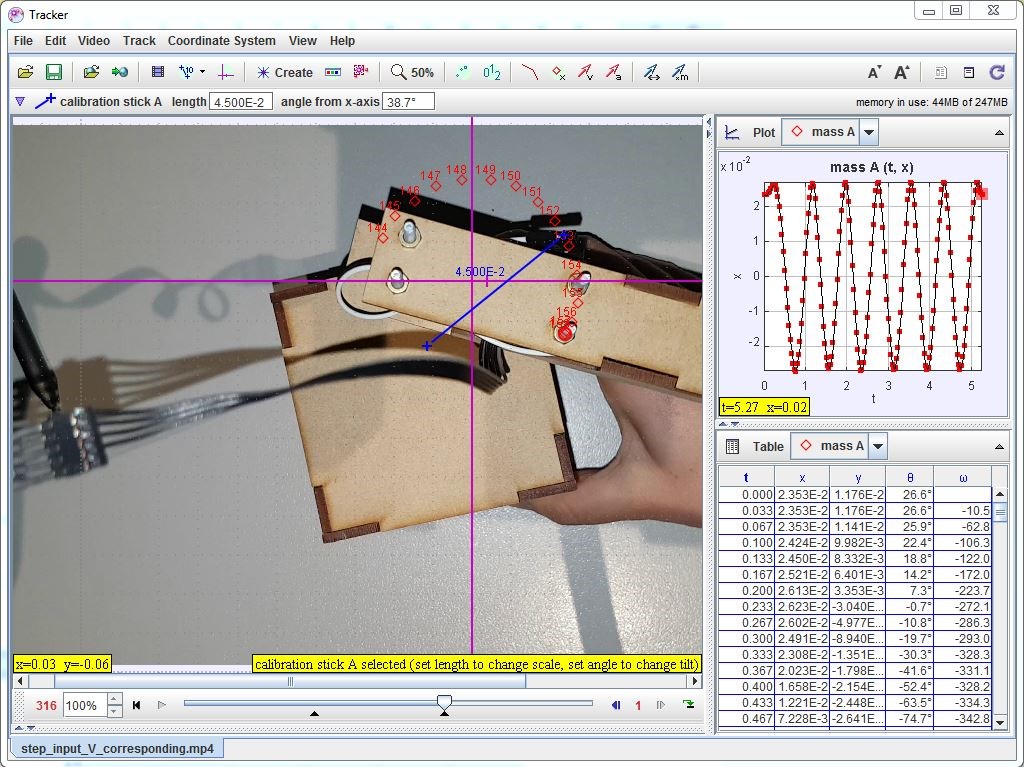 Tracker
File Edit Video Track Coordinate System View Help
Create 50%
calibration stick A length 4.500E-2 angle from x-axis 38.7° memory in use: 44MB of 247MB
144
145
146
147
148
149
150
151
152
153
154
155
156
4.500E-2
x=0.03 y=-0.06
calibration stick A selected (set length to change scale, set angle to change tilt)
316 100% 1
step_input_V_corresponding.mp4
Plot mass A
x10-2
mass A (t, x)
2
1
0
-1
-2
x
0 1 2 3 4 5
t
t=5.27 x=0.02
Table mass A
t x y θ ω
0.000 2.353E-2 1.176E-2 26.6°
0.033 2.353E-2 1.176E-2 26.6° -10.5
0.067 2.353E-2 1.141E-2 25.9° -62.8
0.100 2.424E-2 9.982E-3 22.4° -106.3
0.133 2.450E-2 8.332E-3 18.8° -122.0
0.167 2.521E-2 6.401E-3 14.2° -172.0
0.200 2.613E-2 3.353E-3 7.3° -223.7
0.233 2.623E-2 -3.040E... -0.7° -272.1
0.267 2.602E-2 -4.977E... -10.8° -286.3
0.300 2.491E-2 -8.940E... -19.7° -293.0
0.333 2.308E-2 -1.351E... -30.3° -328.3
0.367 2.023E-2 -1.798E... -41.6° -331.1
0.400 1.658E-2 -2.154E... -52.4° -328.2
0.433 1.221E-2 -2.448E... -63.5° -334.3
0.467 7.228E-3 -2.641E... -74.7° -342.8